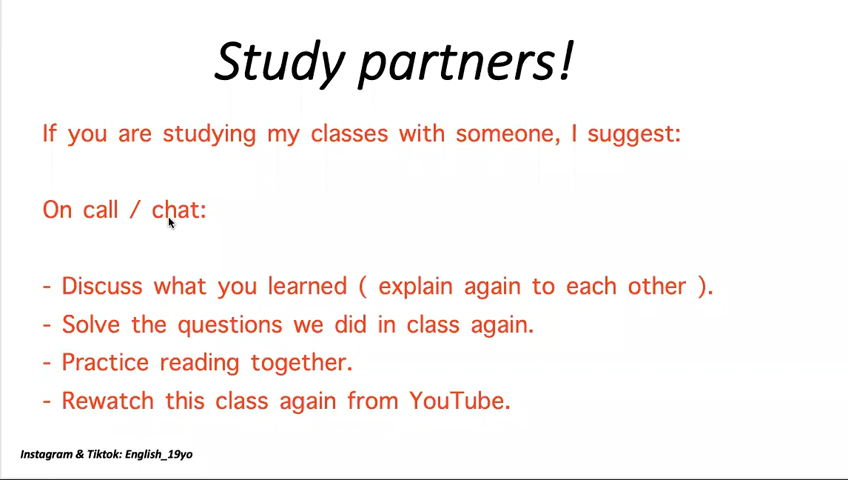 Study partners!
If you are studying my classes with someone, I suggest:
On call / chat:
- Discuss what you learned ( explain again to each other ).
- Solve the questions we did in class again.
- Practice reading together.
- Rewatch this class again from YouTube.
Instagram & Tiktok: English_19yo